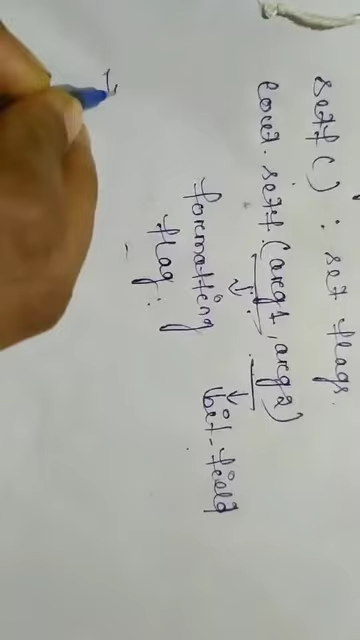 setf() : set flags.
cout.setf(arg1, arg2)
formatting bit-field
flag :
I